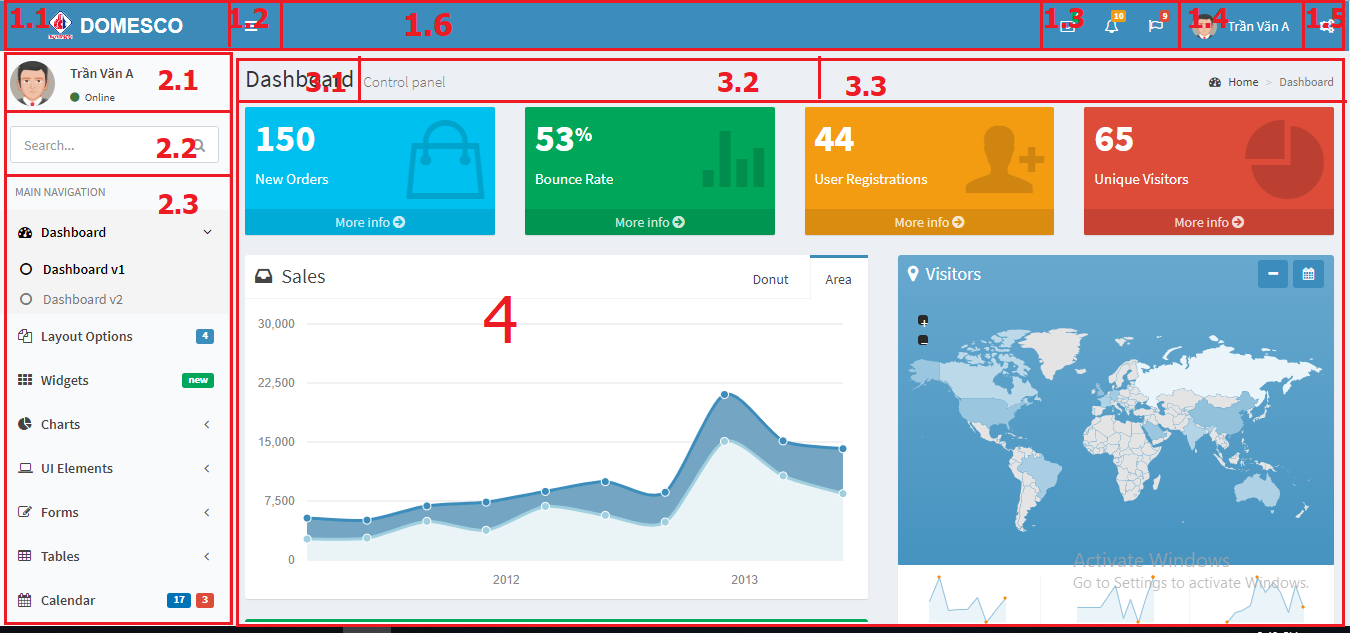 1.1 DOMESCO 1.2 1.6 1.3 10 9 1.4 Trần Văn A 1.5
Trần Văn A
Online
2.1
Search...
2.2
MAIN NAVIGATION
2.3
Dashboard
Dashboard v1
Dashboard v2
Layout Options 4
Widgets new
Charts
UI Elements
Forms
Tables
Calendar 17 3
Dashboard 3.1 Control panel 3.2 3.3 Home > Dashboard
150
New Orders
More info
53%
Bounce Rate
More info
44
User Registrations
More info
65
Unique Visitors
More info
Sales Donut Area
4
30,000
22,500
15,000
7,500
0
2012 2013
Visitors
+
−
Activate Windows
Go to Settings to activate Windows.